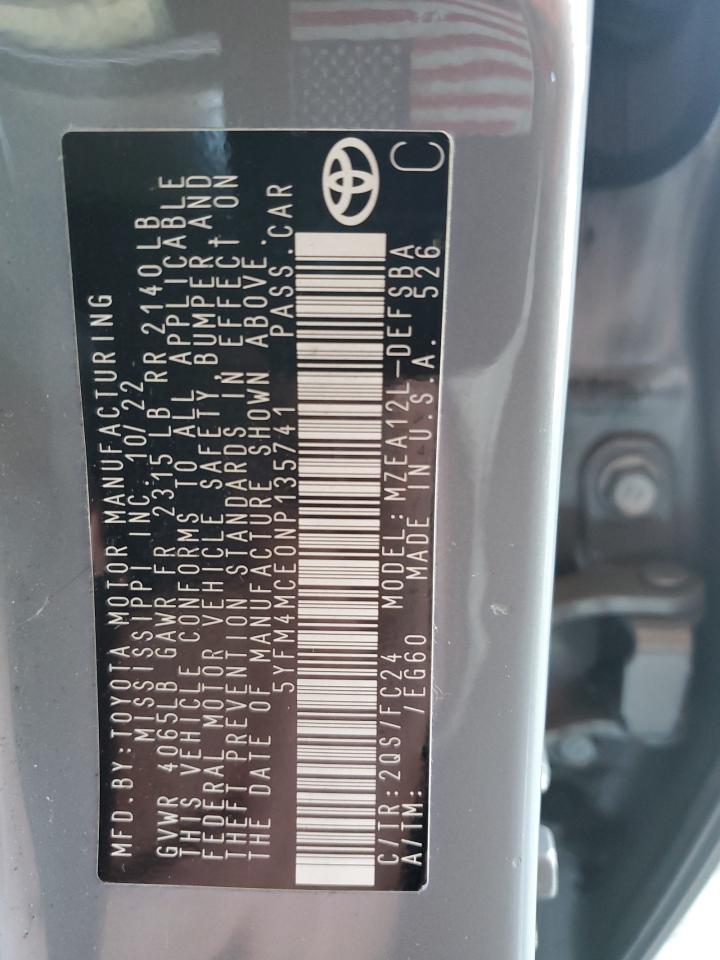 MFD.BY:TOYOTA MOTOR MANUFACTURING
MISSISSIPPI INC. 10/22
GVWR 4065LB GAWR FR 2315 LB RR 2140LB
THIS VEHICLE CONFORMS TO ALL APPLICABLE
FEDERAL MOTOR VEHICLE SAFETY, BUMPER AND
THEFT PREVENTION STANDARDS IN EFFECT ON
THE DATE OF MANUFACTURE SHOWN ABOVE.
5YFM4MCE0NP135741 PASS.CAR
C/TR:2QS/FC24 MODEL:MZEA12L-DEFSBA
A/TM: /EG60 MADE IN U.S.A. 526
C